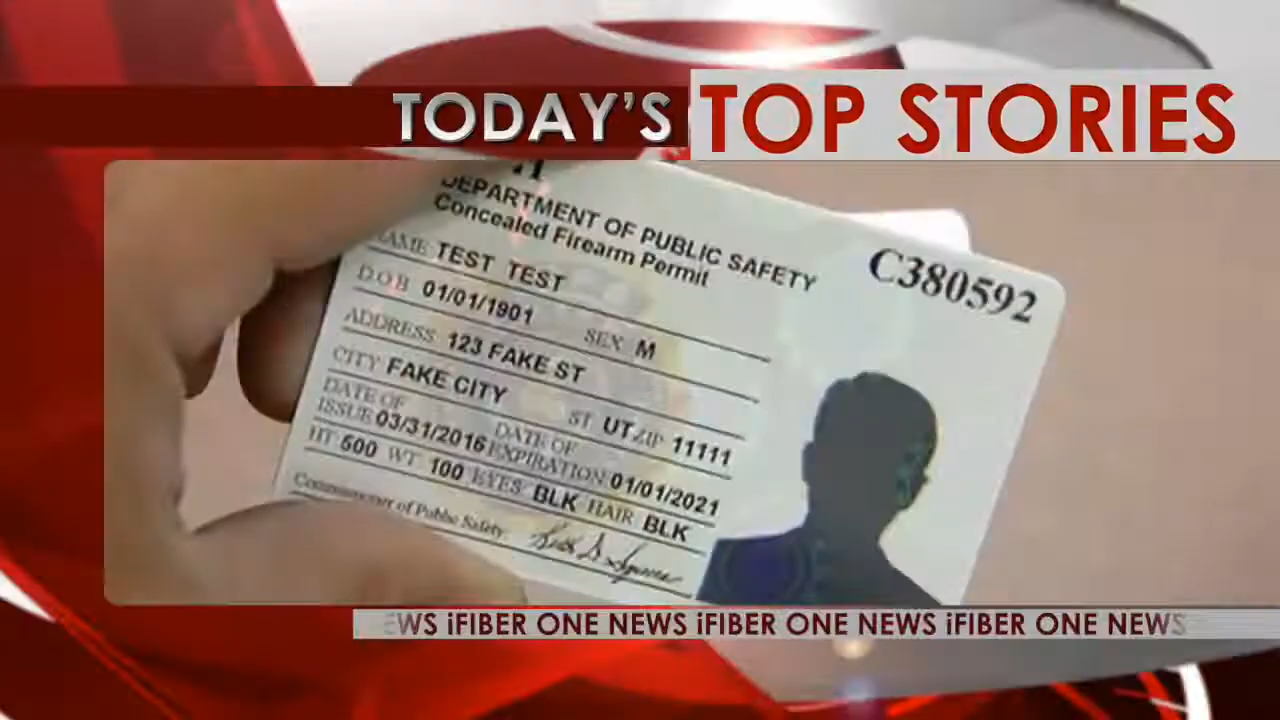 TODAY'S TOP STORIES
DEPARTMENT OF PUBLIC SAFETY
Concealed Firearm Permit
C380592
NAME TEST TEST
D.O.B 01/01/1901 SEX M
ADDRESS 123 FAKE ST
CITY FAKE CITY ST UT ZIP 11111
DATE OF ISSUE 03/31/2016 DATE OF EXPIRATION 01/01/2021
HT 600 WT 100 EYES BLK HAIR BLK
of Public Safety
EWS iFIBER ONE NEWS iFIBER ONE NEWS iFIBER ONE NEWS